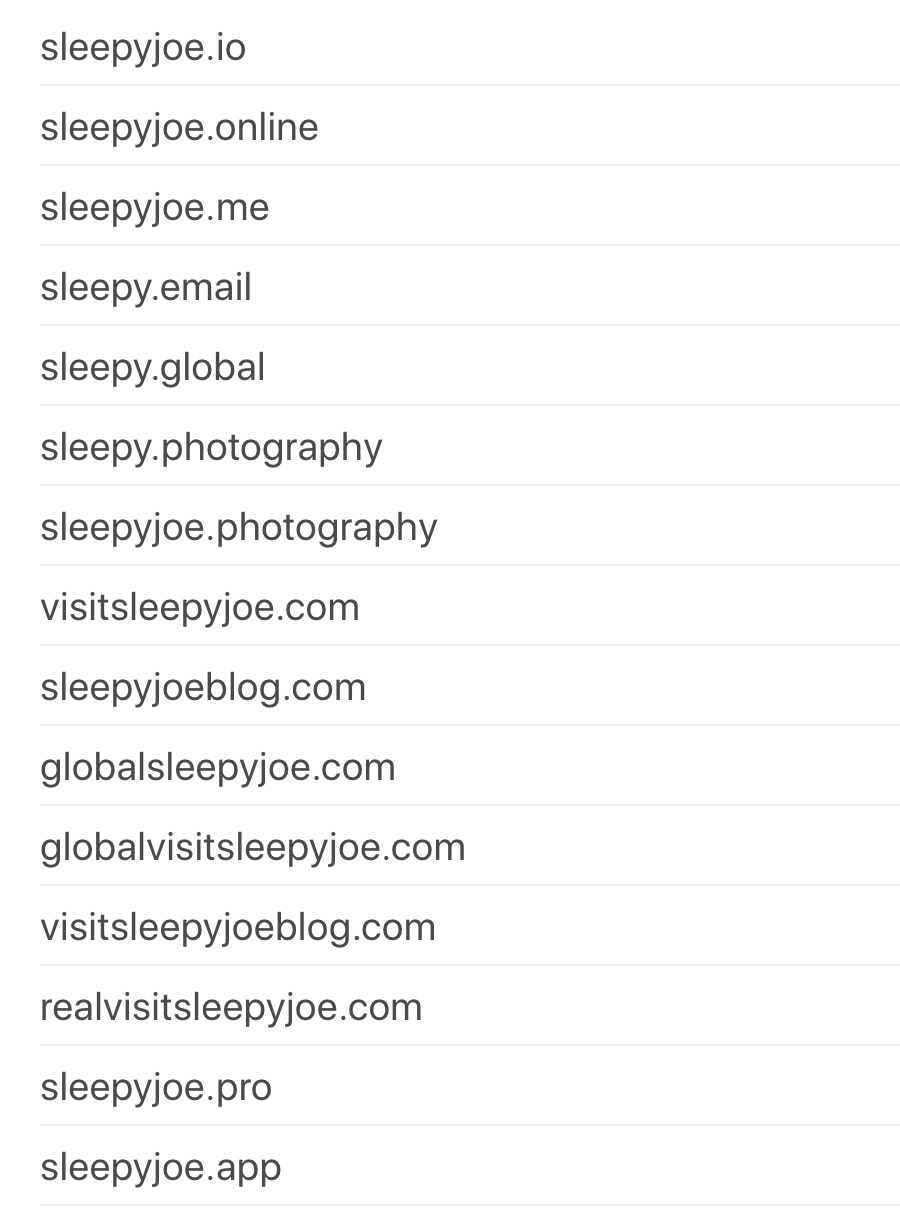 sleepyjoe.io
sleepyjoe.online
sleepyjoe.me
sleepy.email
sleepy.global
sleepy.photography
sleepyjoe.photography
visitsleepyjoe.com
sleepyjoeblog.com
globalsleepyjoe.com
globalvisitsleepyjoe.com
visitsleepyjoeblog.com
realvisitsleepyjoe.com
sleepyjoe.pro
sleepyjoe.app